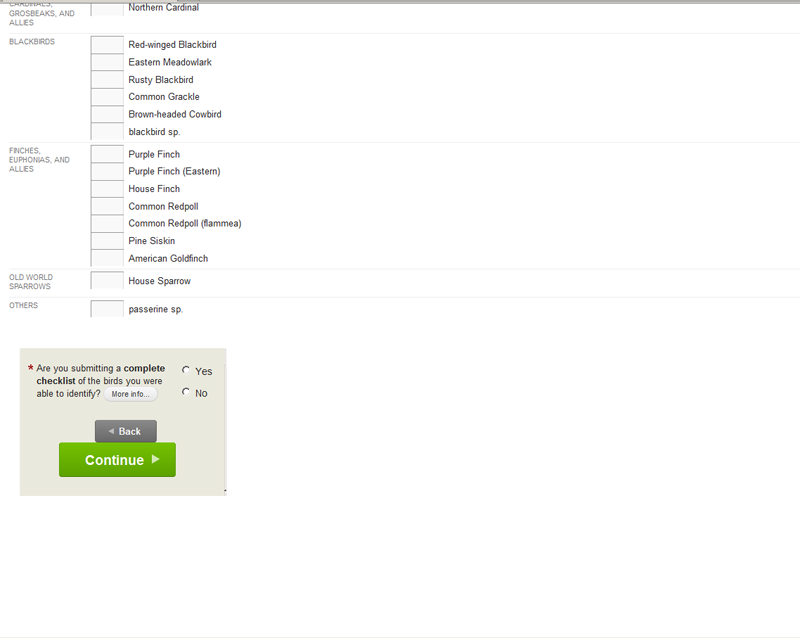 CARDINALS,
GROSBEAKS, AND
ALLIES
Northern Cardinal
BLACKBIRDS
Red-winged Blackbird
Eastern Meadowlark
Rusty Blackbird
Common Grackle
Brown-headed Cowbird
blackbird sp.
FINCHES,
EUPHONIAS, AND
ALLIES
Purple Finch
Purple Finch (Eastern)
House Finch
Common Redpoll
Common Redpoll (flammea)
Pine Siskin
American Goldfinch
OLD WORLD
SPARROWS
House Sparrow
OTHERS
passerine sp.
* Are you submitting a complete
checklist of the birds you were
able to identify? More info...
Yes
No
Back
Continue